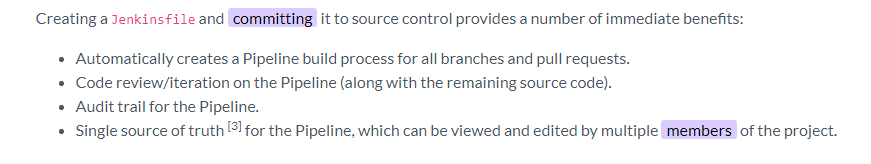 Creating a Jenkinsfile and committing it to source control provides a number of immediate benefits:
• Automatically creates a Pipeline build process for all branches and pull requests.
• Code review/iteration on the Pipeline (along with the remaining source code).
• Audit trail for the Pipeline.
• Single source of truth [3] for the Pipeline, which can be viewed and edited by multiple members of the project.